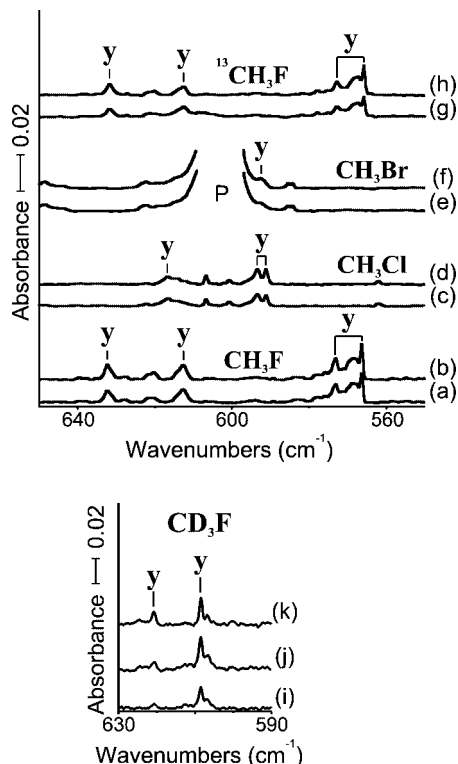 y y y
¹³CH₃F
(h)
(g)
y
CH₃Br
(f)
P
(e)
y y
CH₃Cl
(d)
(c)
y y y
CH₃F
(b)
(a)
Absorbance 0.02
640 600 560
Wavenumbers (cm⁻¹)
CD₃F
y y
(k)
(j)
(i)
Absorbance 0.02
630 590
Wavenumbers (cm⁻¹)